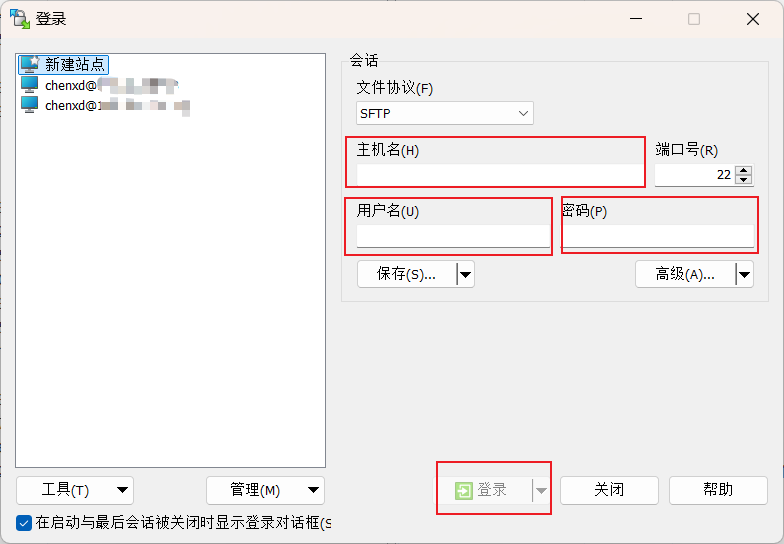 登录
新建站点
chenxd@
chenxd@1
会话
文件协议(F)
SFTP
主机名(H)
端口号(R)
22
用户名(U)
密码(P)
保存(S)...
高级(A)...
工具(T)
管理(M)
登录
关闭
帮助
在启动与最后会话被关闭时显示登录对话框(S